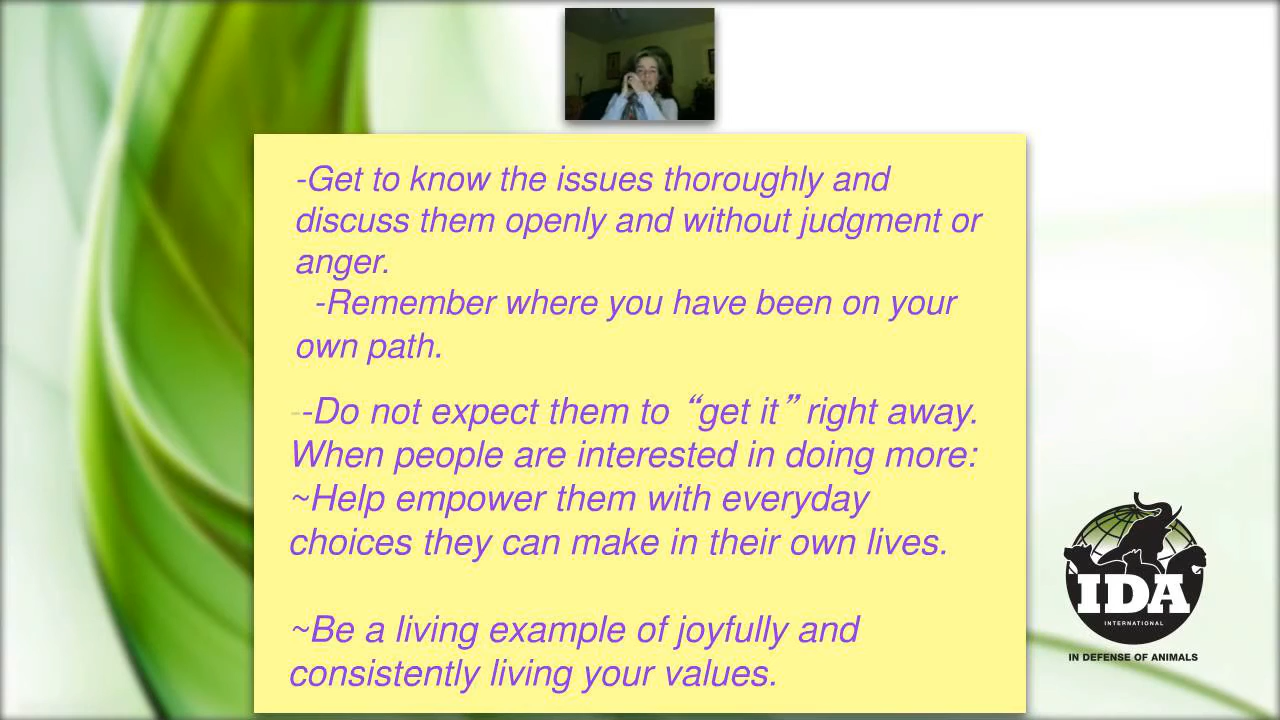 -Get to know the issues thoroughly and
discuss them openly and without judgment or
anger.
-Remember where you have been on your
own path.
--Do not expect them to “get it” right away.
When people are interested in doing more:
~Help empower them with everyday
choices they can make in their own lives.
~Be a living example of joyfully and
consistently living your values.
IDA
INTERNATIONAL
IN DEFENSE OF ANIMALS